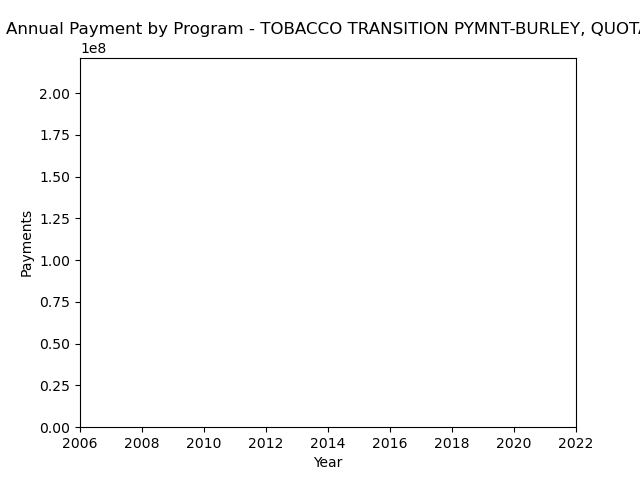 Annual Payment by Program - TOBACCO TRANSITION PYMNT-BURLEY, QUOTA
1e8
2.00
1.75
1.50
1.25
1.00
0.75
0.50
0.25
0.00
Payments
2006 2008 2010 2012 2014 2016 2018 2020 2022
Year